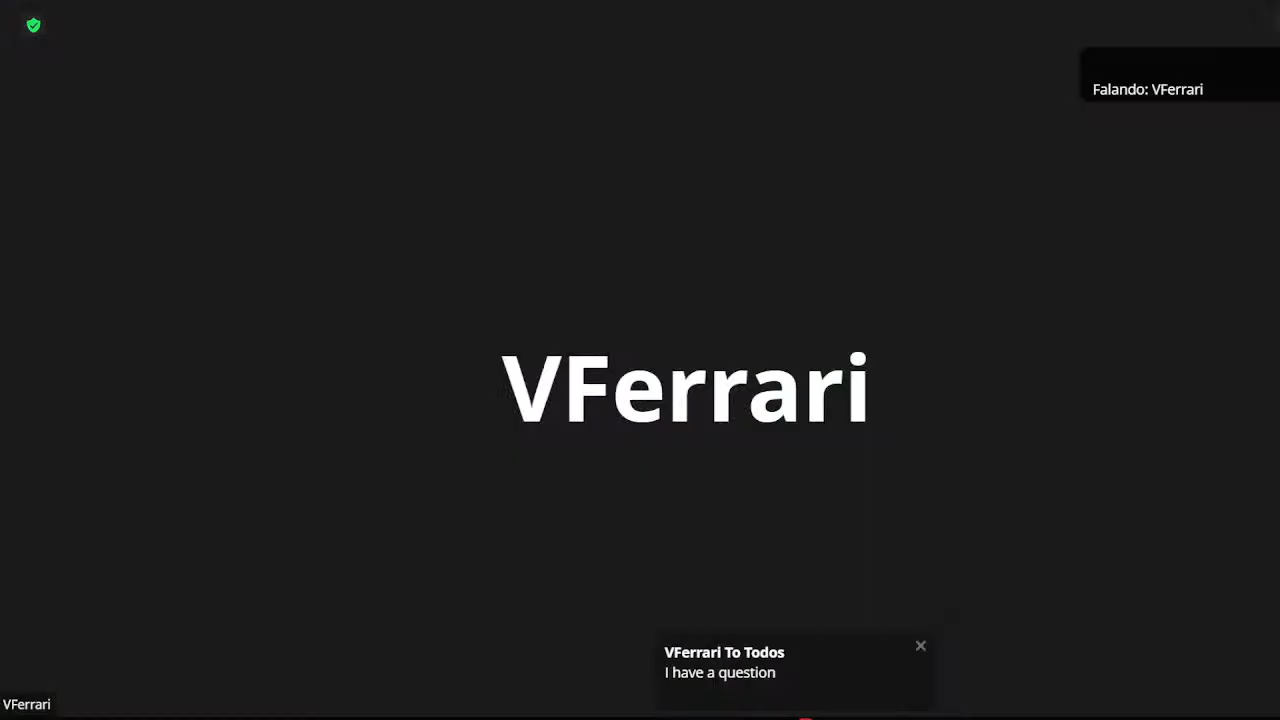 Falando: VFerrari
VFerrari
VFerrari To Todos
I have a question
VFerrari